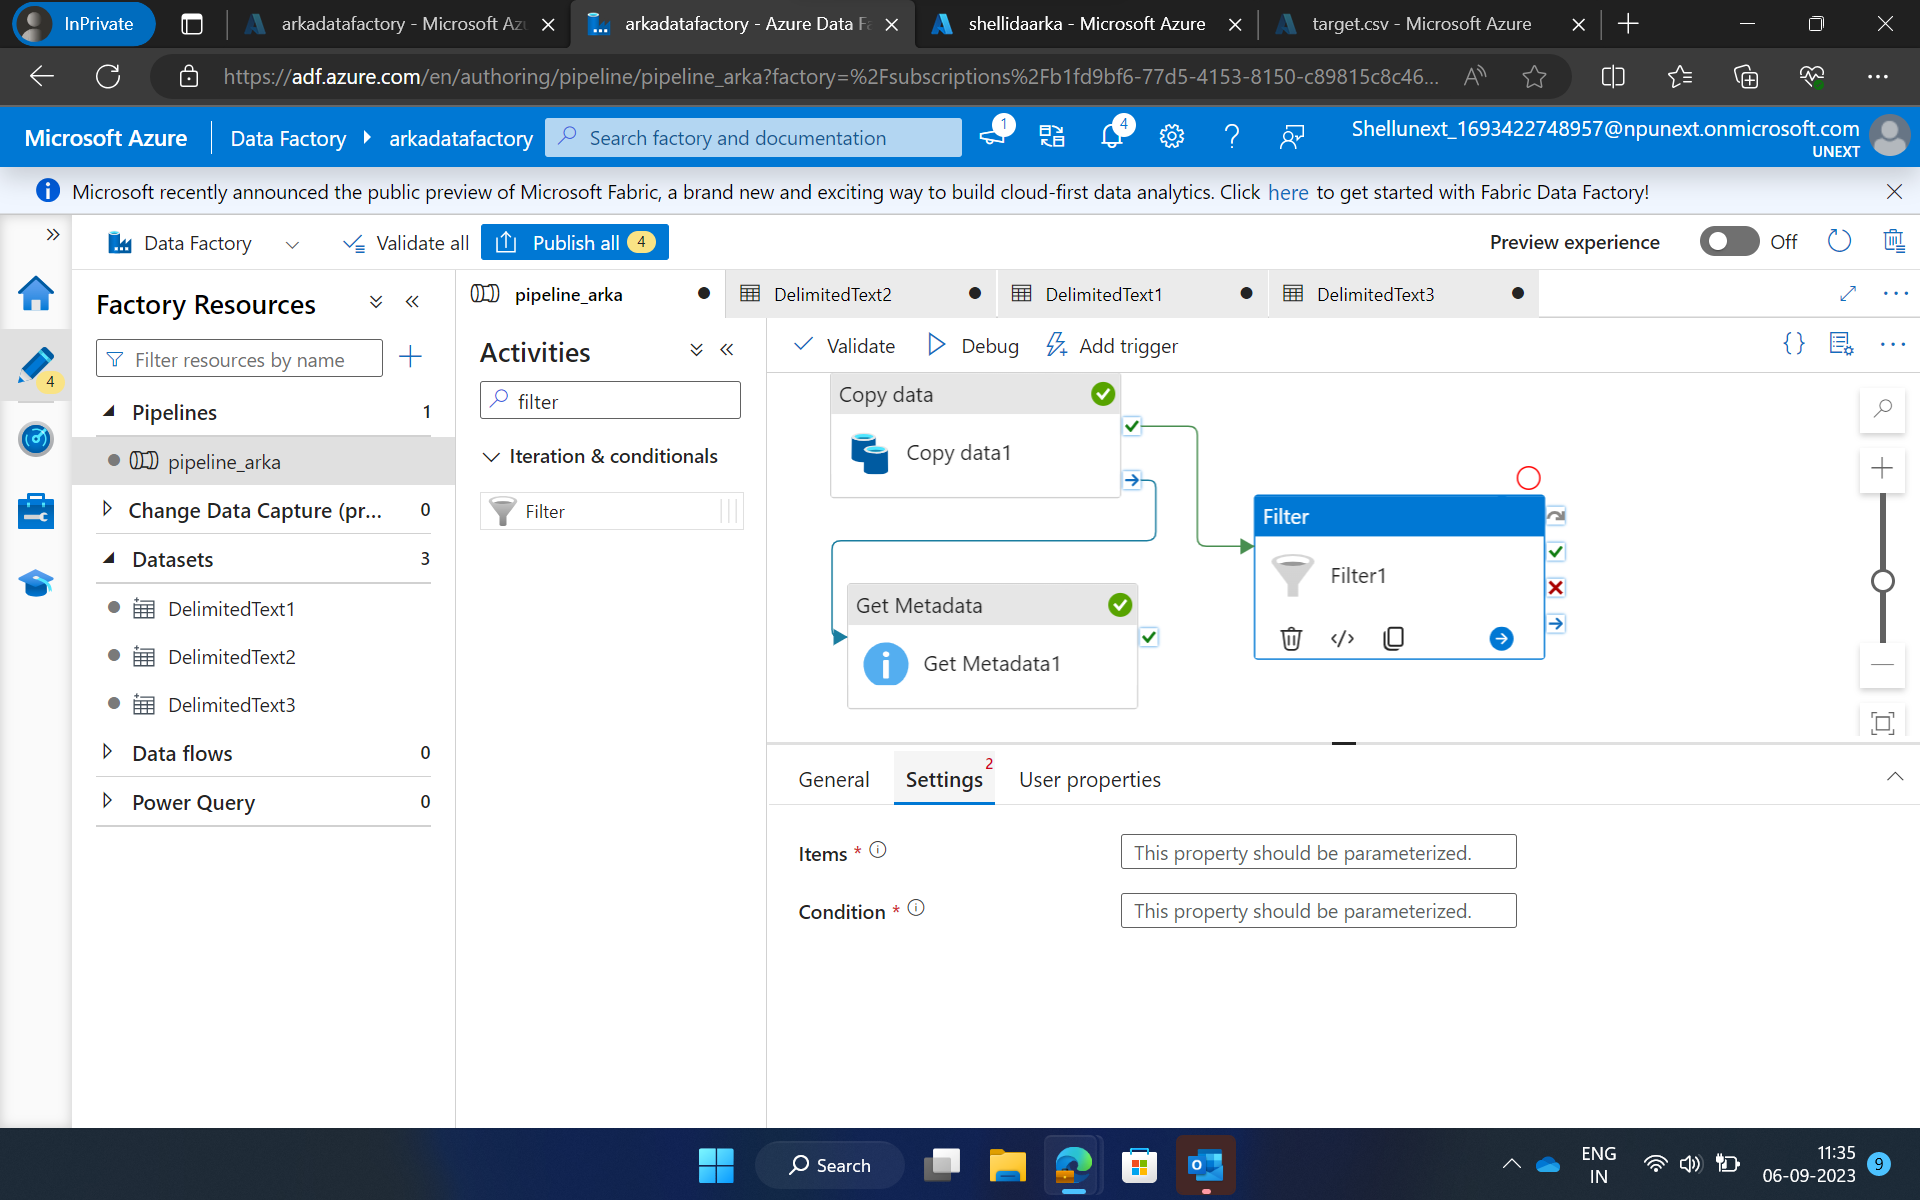 InPrivate
arkadatafactory - Microsoft Az
arkadatafactory - Azure Data Fa
shellidaarka - Microsoft Azure
target.csv - Microsoft Azure
https://adf.azure.com/en/authoring/pipeline/pipeline_arka?factory=%2Fsubscriptions%2Fb1fd9bf6-77d5-4153-8150-c89815c8c46...
Microsoft Azure
Data Factory
arkadatafactory
Search factory and documentation
1
4
Shellunext_1693422748957@npunext.onmicrosoft.com
UNEXT
Microsoft recently announced the public preview of Microsoft Fabric, a brand new and exciting way to build cloud-first data analytics. Click here to get started with Fabric Data Factory!
Data Factory
Validate all
Publish all 4
Preview experience
Off
4
Factory Resources
Filter resources by name
Pipelines 1
pipeline_arka
Change Data Capture (pr... 0
Datasets 3
DelimitedText1
DelimitedText2
DelimitedText3
Data flows 0
Power Query 0
pipeline_arka
DelimitedText2
DelimitedText1
DelimitedText3
Activities
filter
Iteration & conditionals
Filter
Validate
Debug
Add trigger
{}
Copy data
Copy data1
Get Metadata
Get Metadata1
Filter
Filter1
General
Settings 2
User properties
Items *
This property should be parameterized.
Condition *
This property should be parameterized.
Search
ENG
IN
11:35
06-09-2023
9